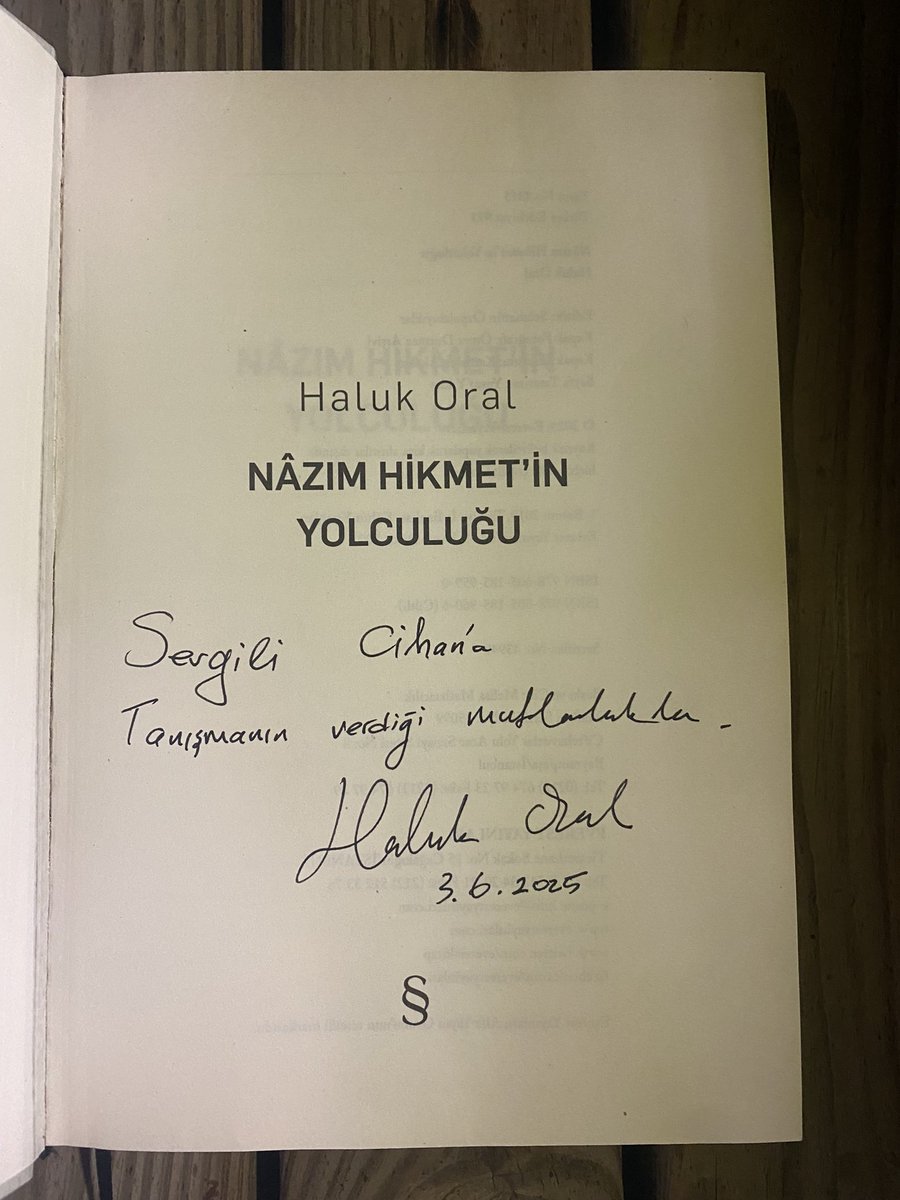 Haluk Oral
NÂZIM HİKMET'İN
YOLCULUĞU
Sevgili Cihan'a
Tanışmanın verdiği mutlulukla.
Haluk Oral
3.6.2025
§